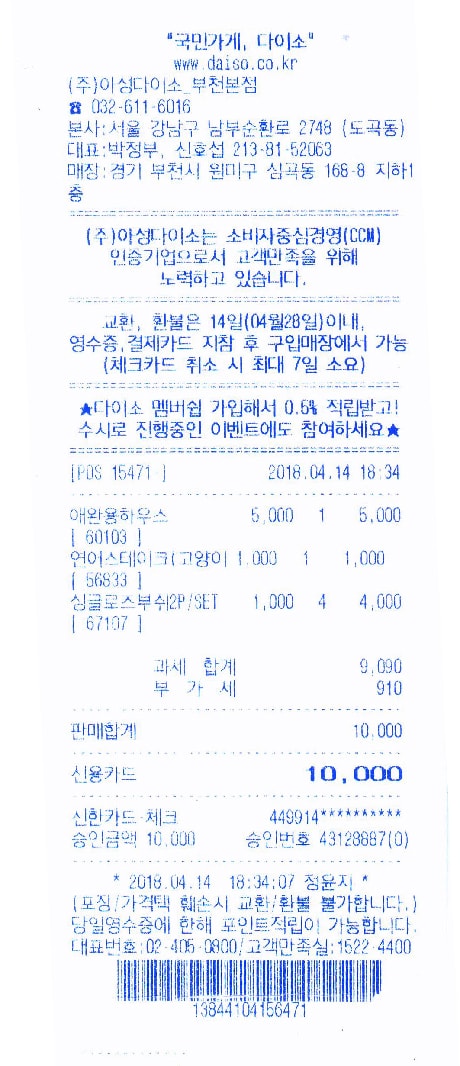 "국민가게, 다이소"
www.daiso.co.kr
(주)아성다이소_부천본점
☎ 032-611-6016
본사:서울 강남구 남부순환로 2748 (도곡동)
대표:박정부, 신호섭 213-81-52063
매장:경기 부천시 원미구 심곡동 168-8 지하1
층
(주)아성다이소는 소비자중심경영(CCM)
인증기업으로서 고객만족을 위해
노력하고 있습니다.
교환, 환불은 14일(04월28일)이내,
영수증,결제카드 지참 후 구입매장에서 가능
(체크카드 취소 시 최대 7일 소요)
★다이소 멤버쉽 가입해서 0.5% 적립받고!
수시로 진행중인 이벤트에도 참여하세요★
[POS 15471 ] 2018.04.14 18:34
애완용하우스 5,000 1 5,000
[ 60103 ]
연어스테이크(고양이 1,000 1 1,000
[ 56833 ]
싱글로스부쉬2P/SET 1,000 4 4,000
[ 67107 ]
과세 합계 9,090
부 가 세 910
판매합계 10,000
신용카드 10,000
신한카드-체크 449914**********
승인금액 10,000 승인번호 43128887(0)
* 2018.04.14 18:34:07 정윤지 *
(포장/가격택 훼손시 교환/환불 불가합니다.)
당일영수증에 한해 포인트적립이 가능합니다.
대표번호:02-405-0800/고객만족실:1522-4400
13844104156471